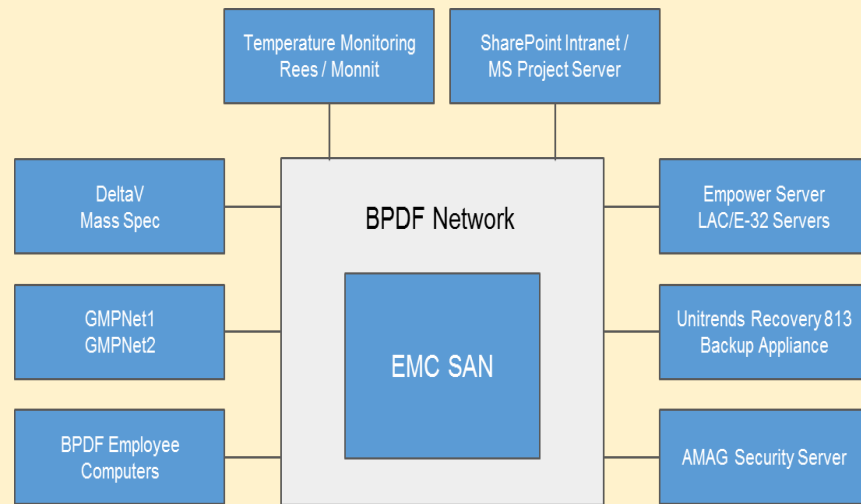 Temperature Monitoring
Rees / Monnit
SharePoint Intranet /
MS Project Server
DeltaV
Mass Spec
BPDF Network
Empower Server
LAC/E-32 Servers
GMPNet1
GMPNet2
EMC SAN
Unitrends Recovery 813
Backup Appliance
BPDF Employee
Computers
AMAG Security Server